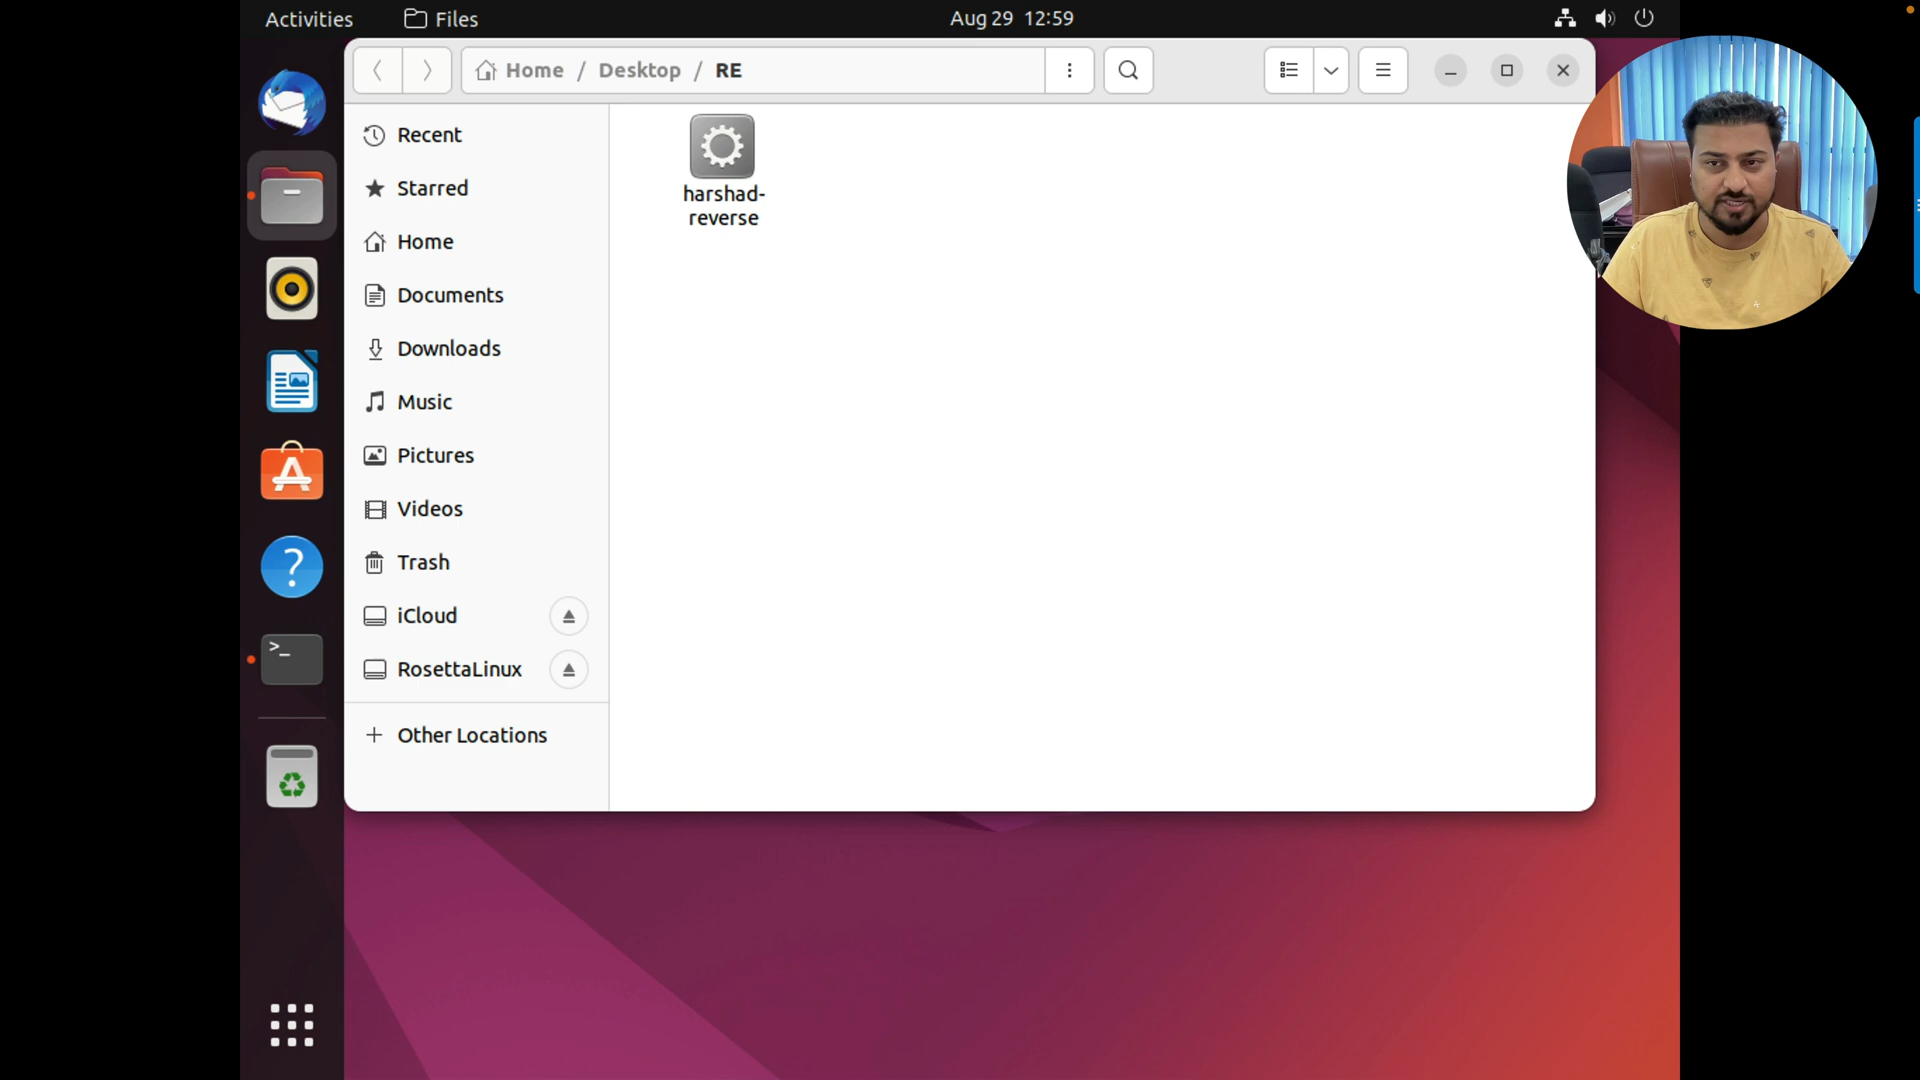 Activities
Files
Aug 29 12:59
Home / Desktop / RE
Recent
Starred
Home
Documents
Downloads
Music
Pictures
Videos
Trash
iCloud
RosettaLinux
Other Locations
harshad-
reverse